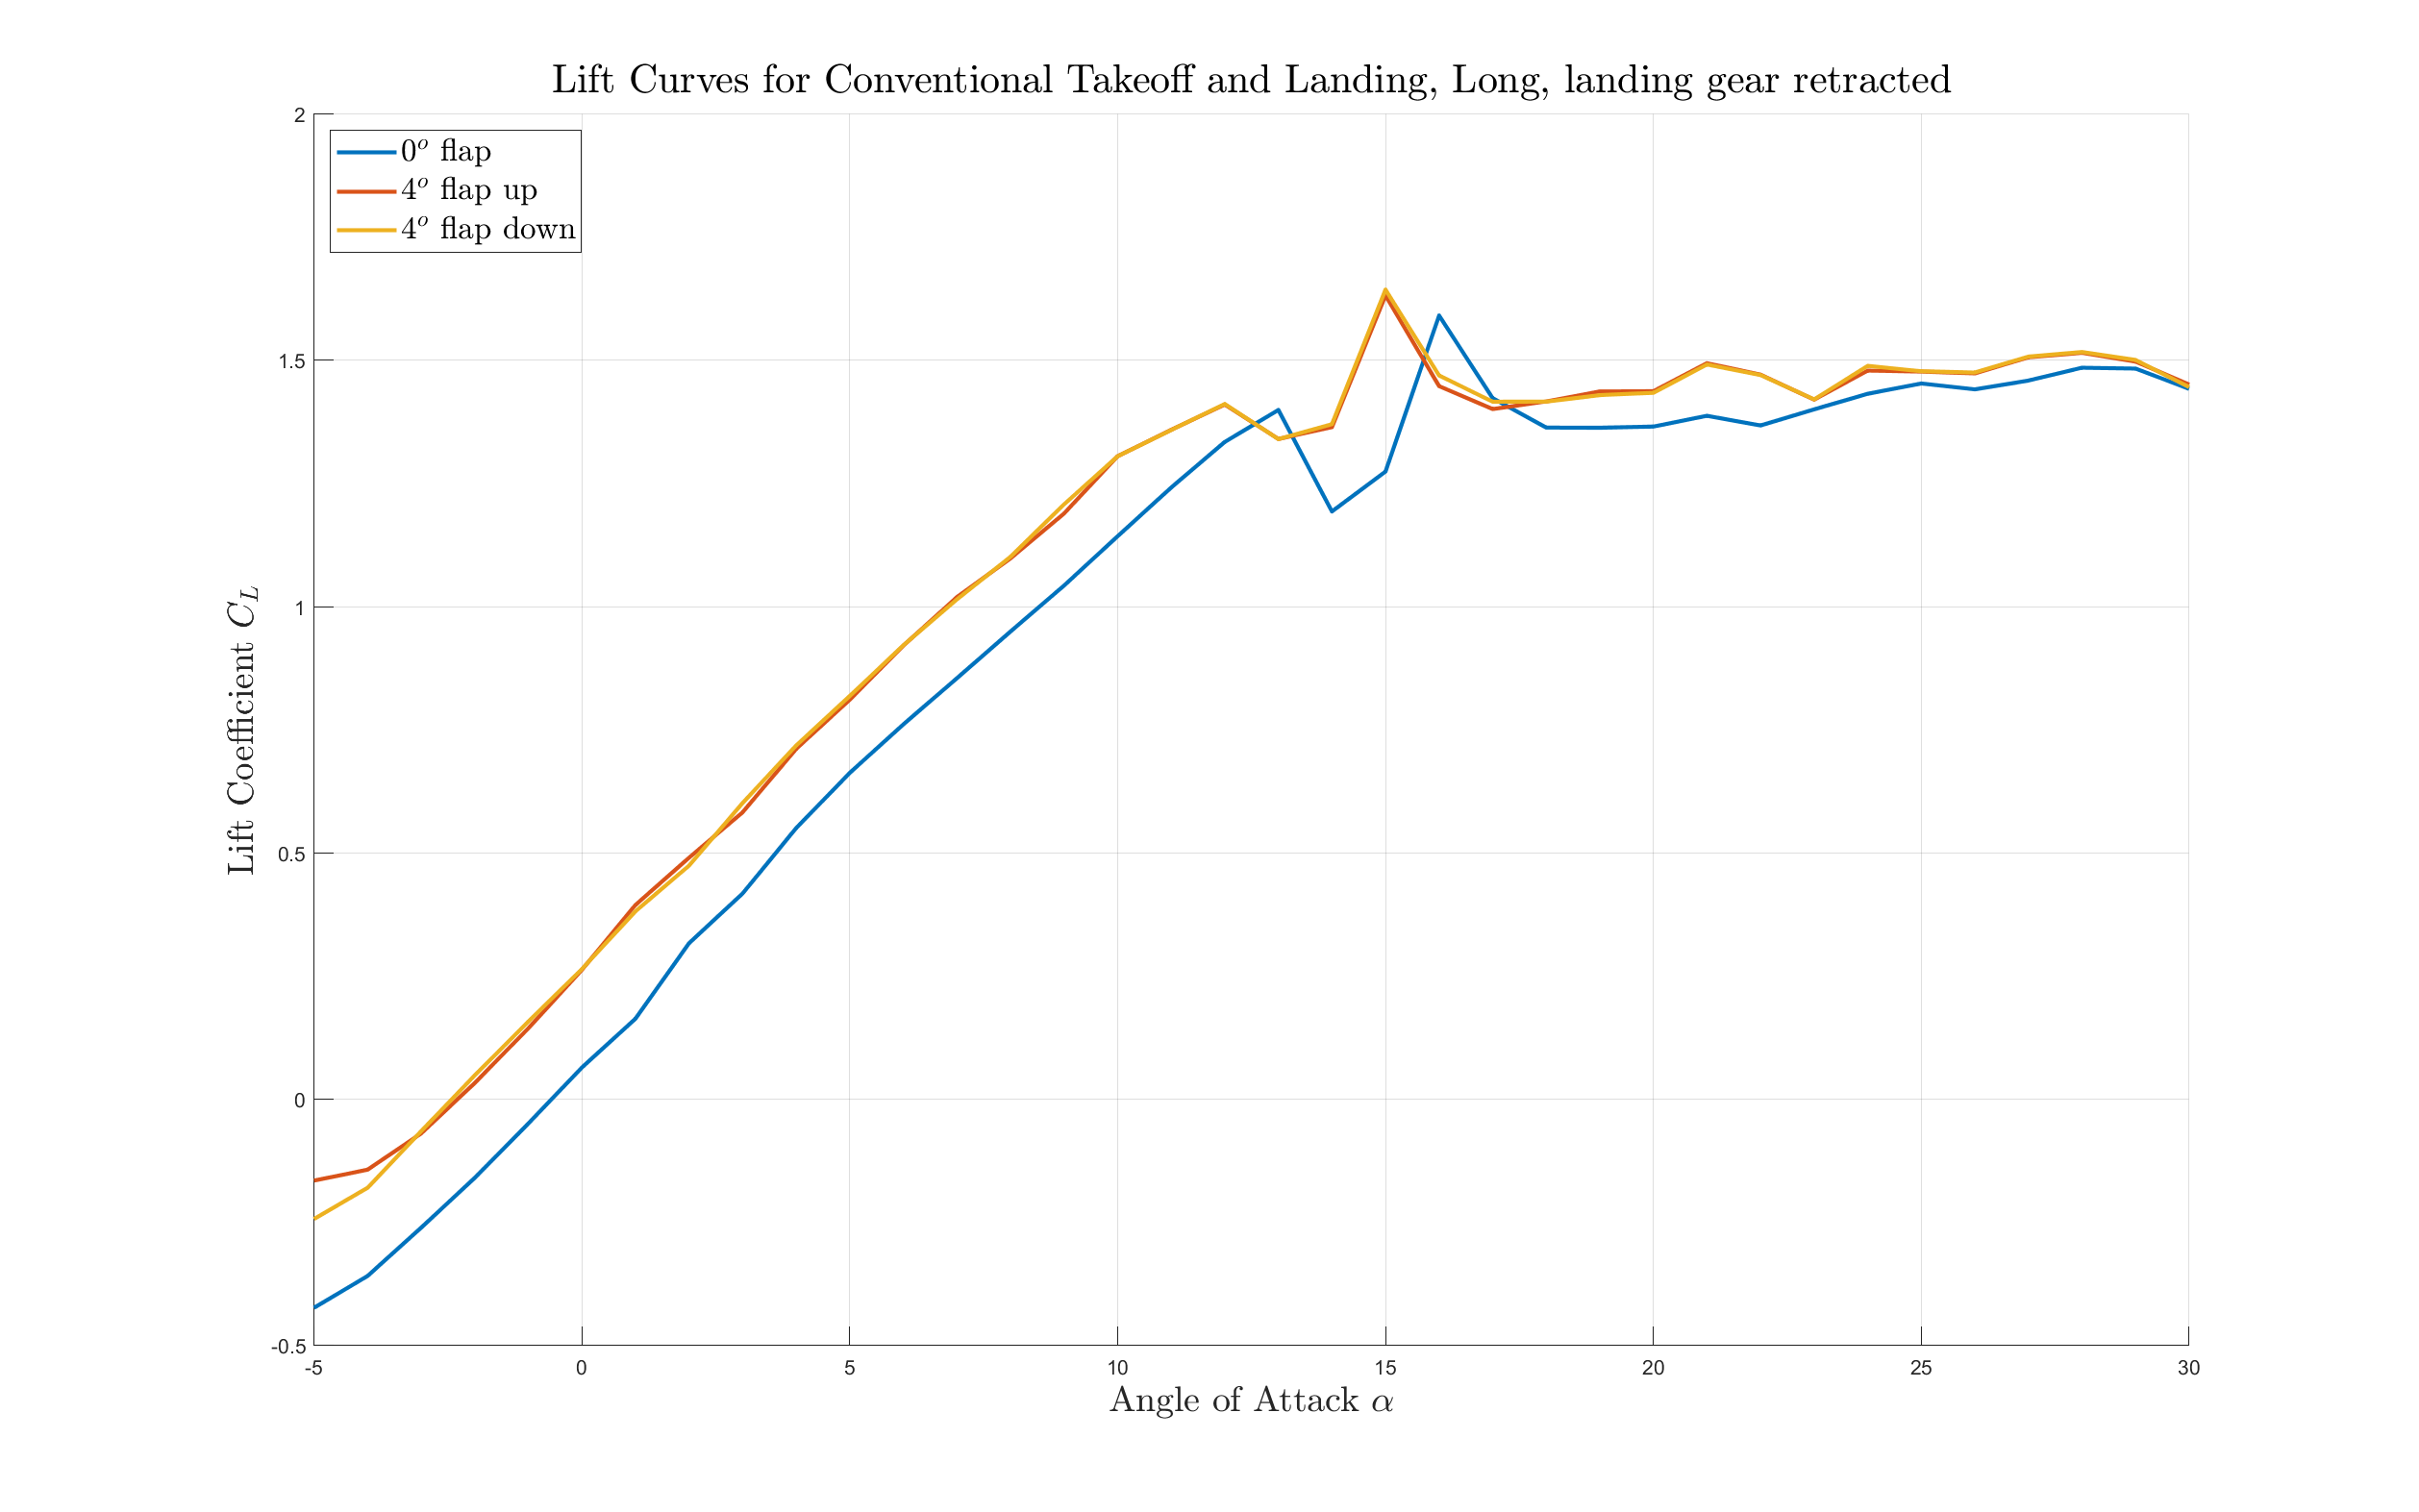 Lift Curves for Conventional Takeoff and Landing, Long, landing gear retracted
0° flap
4° flap up
4° flap down
2
1.5
1
0.5
0
-0.5
Lift Coefficient C_L
-5 0 5 10 15 20 25 30
Angle of Attack α